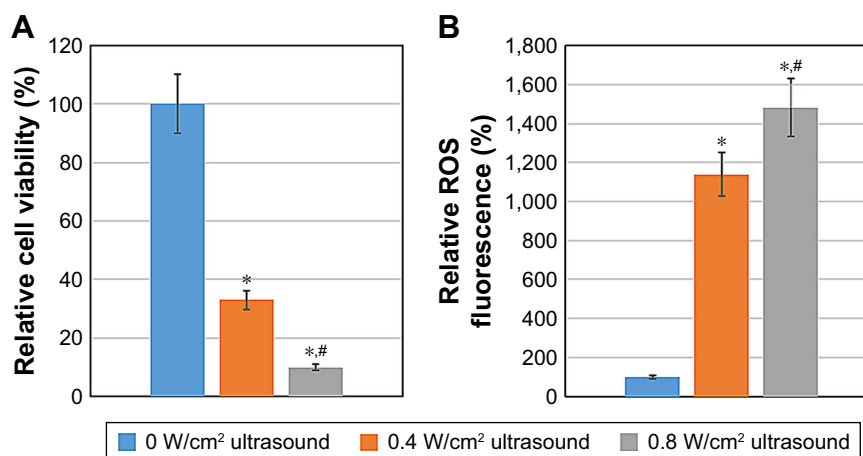 A
Relative cell viability (%)
120
100
80
60
40
20
0
*
*,#
B
Relative ROS
fluorescence (%)
1,800
1,600
1,400
1,200
1,000
800
600
400
200
0
*
*,#
0 W/cm² ultrasound
0.4 W/cm² ultrasound
0.8 W/cm² ultrasound